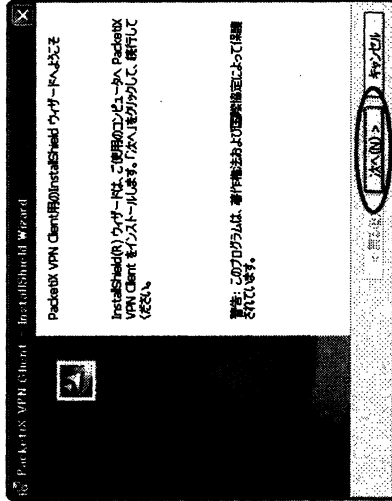 PacketiX VPN Client - InstallShield Wizard
PacketiX VPN Client用のInstallShield ウィザードへようこそ
InstallShield(R) ウィザードは、ご使用のコンピュータへ PacketiX
VPN Client をインストールします。「次へ」をクリックして、続行して
ください。
警告: このプログラムは、著作権法および国際協定によって保護
されています。
< 戻る(B)
次へ(N) >
キャンセル